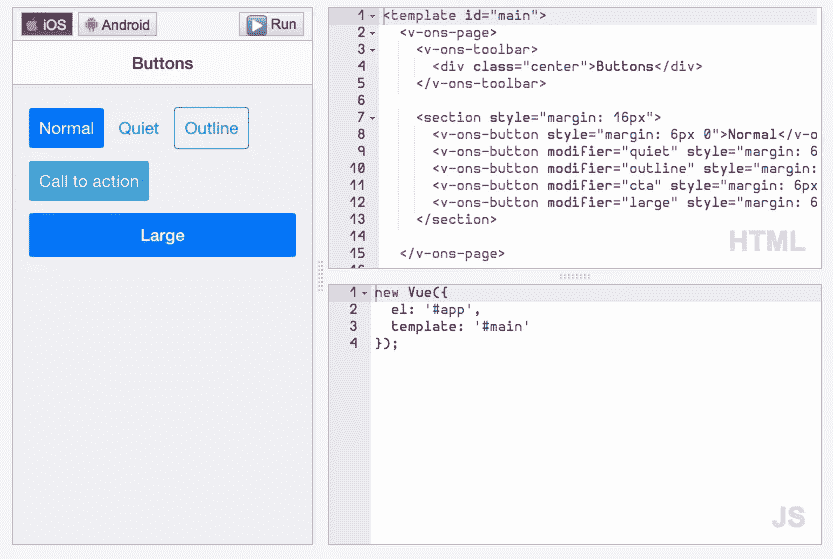 iOS Android Run
Buttons
Normal Quiet Outline
Call to action
Large
1 <template id="main">
2 <v-ons-page>
3 <v-ons-toolbar>
4 <div class="center">Buttons</div>
5 </v-ons-toolbar>
6
7 <section style="margin: 16px">
8 <v-ons-button style="margin: 6px 0">Normal</v-o
9 <v-ons-button modifier="quiet" style="margin: 6
10 <v-ons-button modifier="outline" style="margin:
11 <v-ons-button modifier="cta" style="margin: 6px
12 <v-ons-button modifier="large" style="margin: 6
13 </section>
14
15 </v-ons-page>
HTML
1 new Vue({
2 el: '#app',
3 template: '#main'
4 });
JS